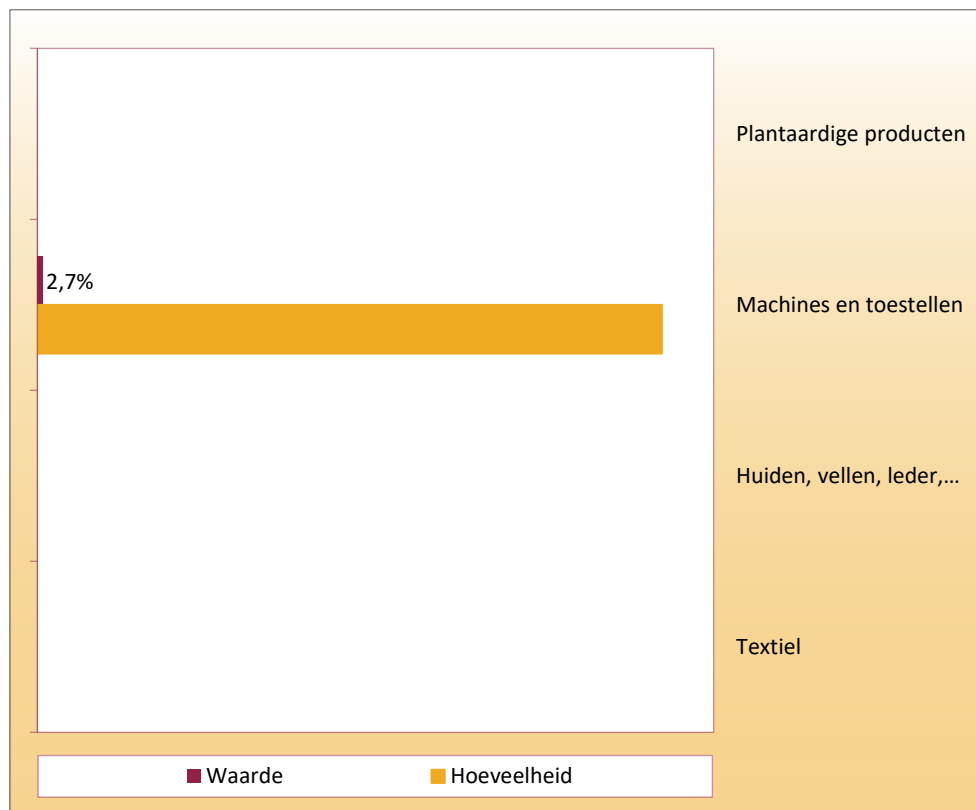 Plantaardige producten
2,7%
Machines en toestellen
Huiden, vellen, leder,…
Textiel
Waarde
Hoeveelheid